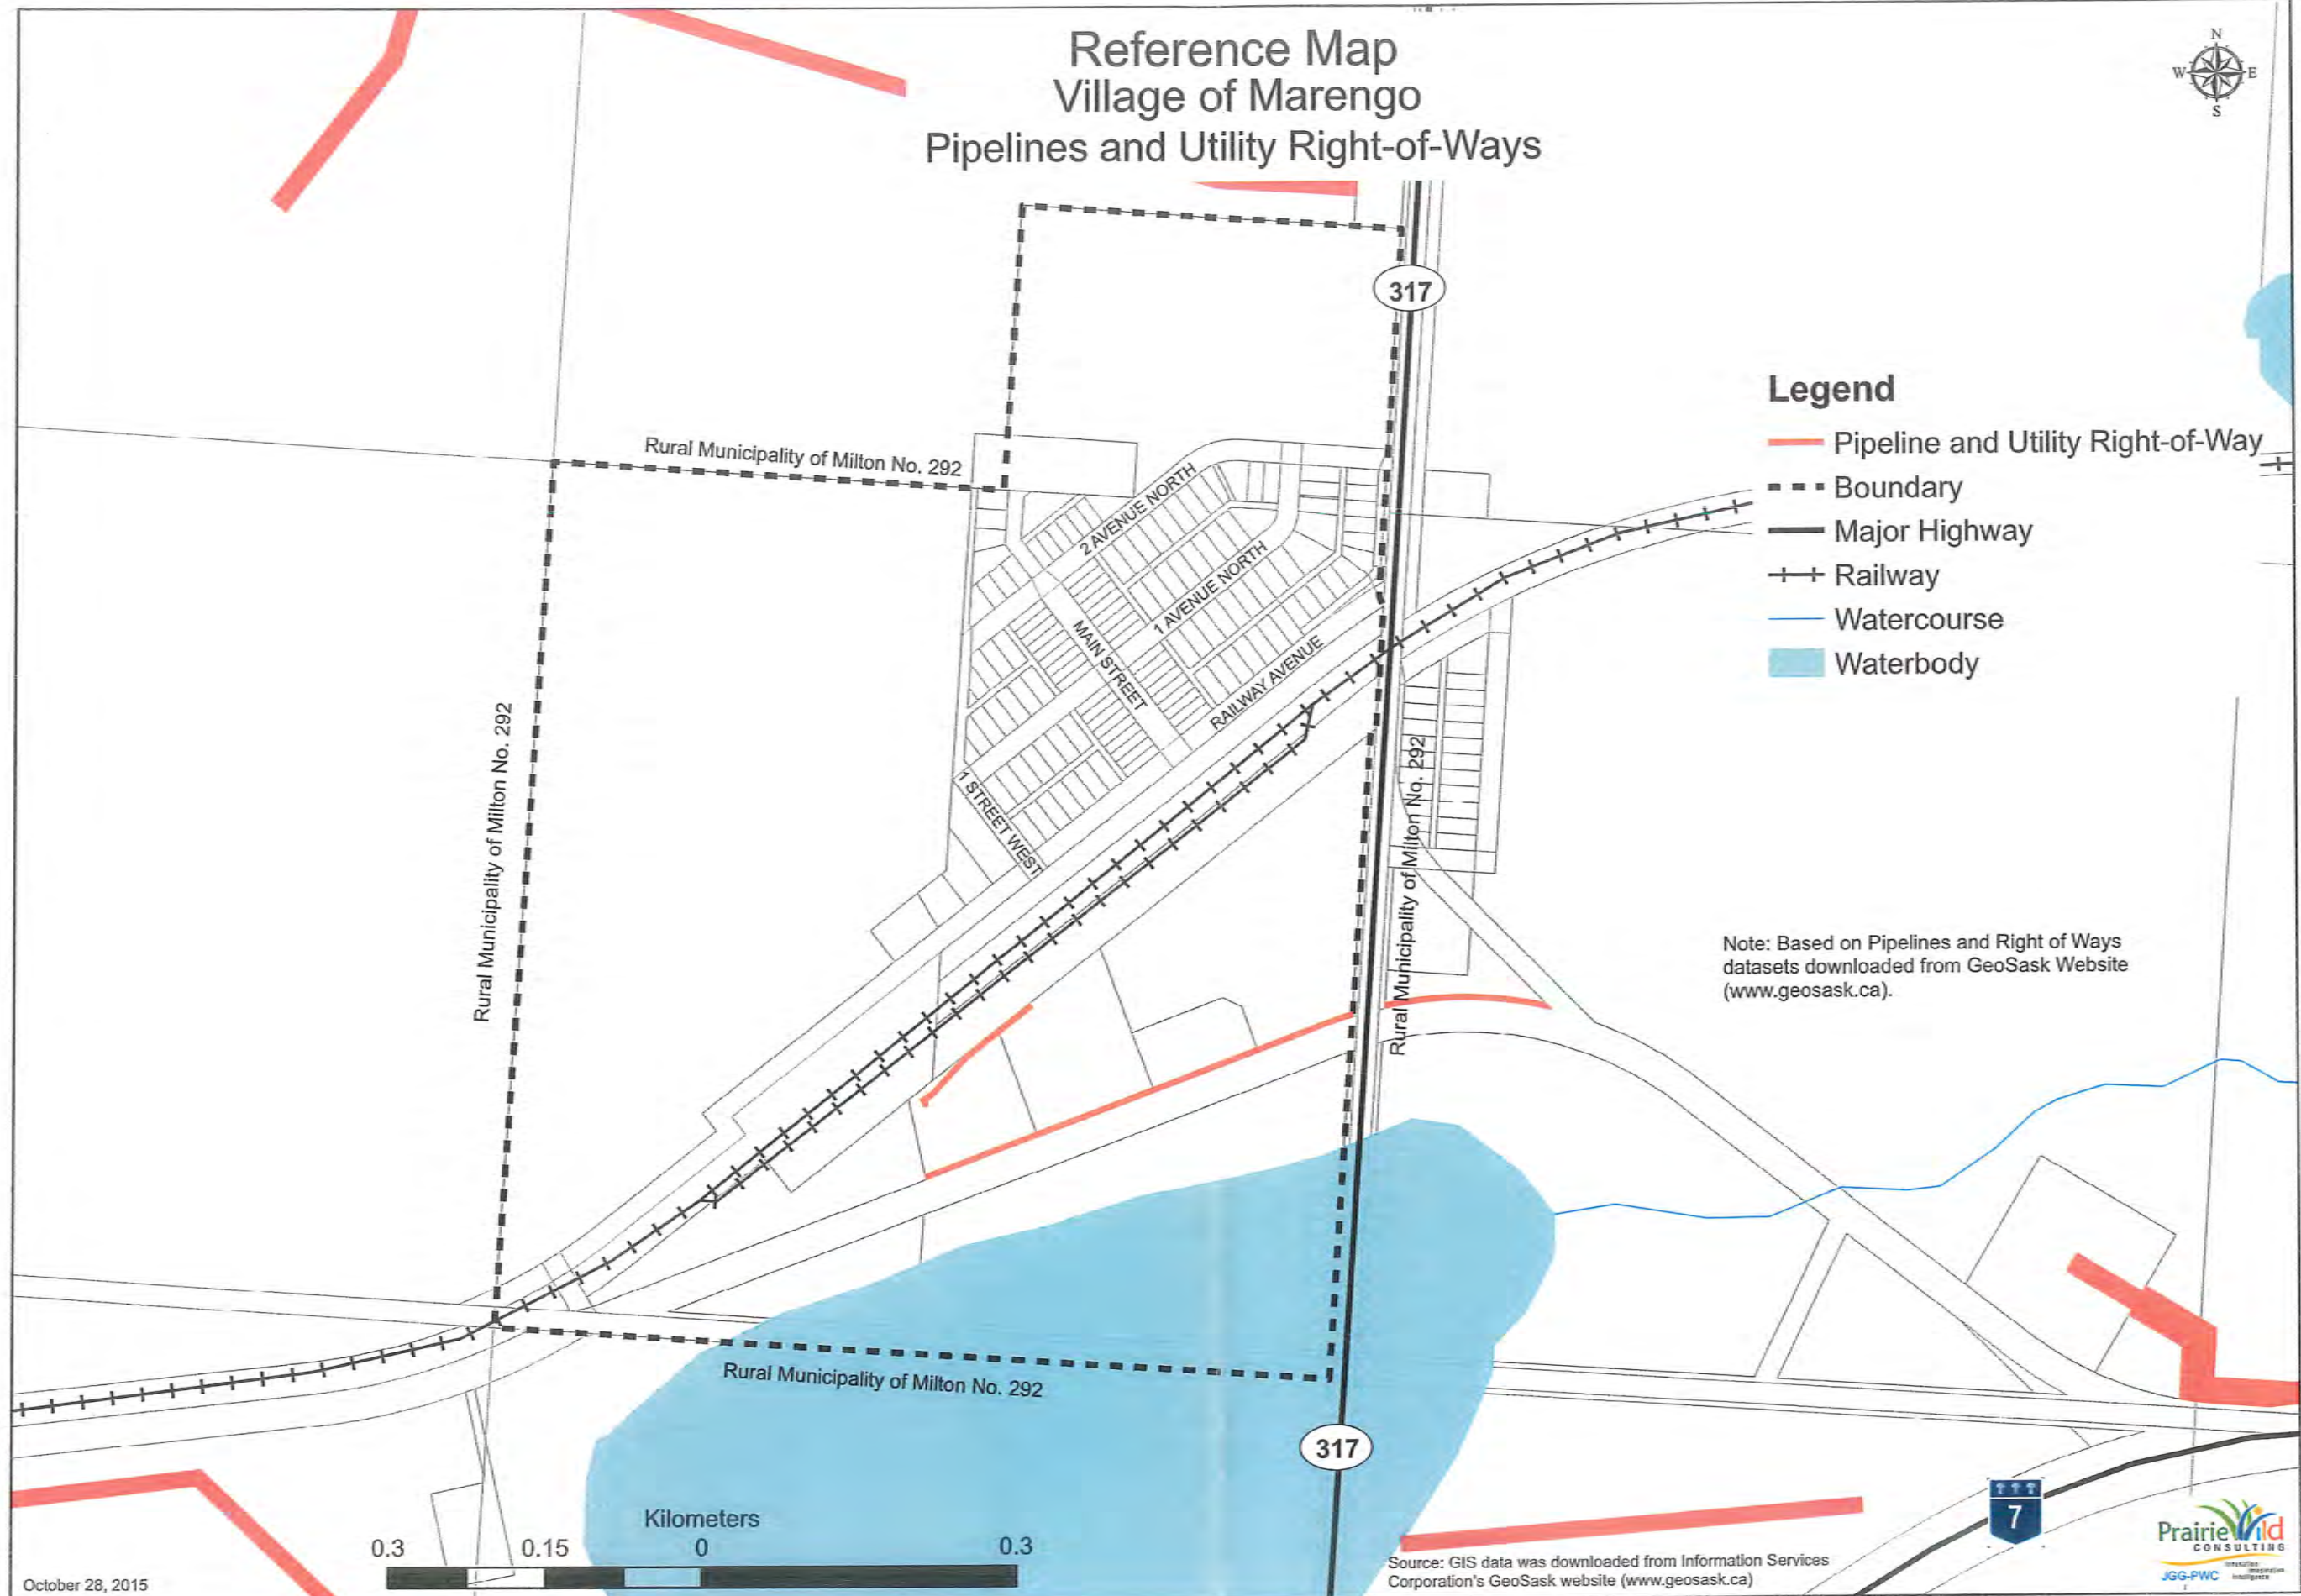 Reference Map
Village of Marengo
Pipelines and Utility Right-of-Ways
N
W E
S
317
Legend
Pipeline and Utility Right-of-Way
Boundary
Major Highway
Railway
Watercourse
Waterbody
Rural Municipality of Milton No. 292
2 AVENUE NORTH
1 AVENUE NORTH
MAIN STREET
RAILWAY AVENUE
1 STREET WEST
Rural Municipality of Milton No. 292
Rural Municipality of Milton No. 292
Note: Based on Pipelines and Right of Ways
datasets downloaded from GeoSask Website
(www.geosask.ca).
Rural Municipality of Milton No. 292
317
7
Kilometers
0.3 0.15 0 0.3
Source: GIS data was downloaded from Information Services
Corporation's GeoSask website (www.geosask.ca)
October 28, 2015
Prairie Wild
CONSULTING
JGG-PWC